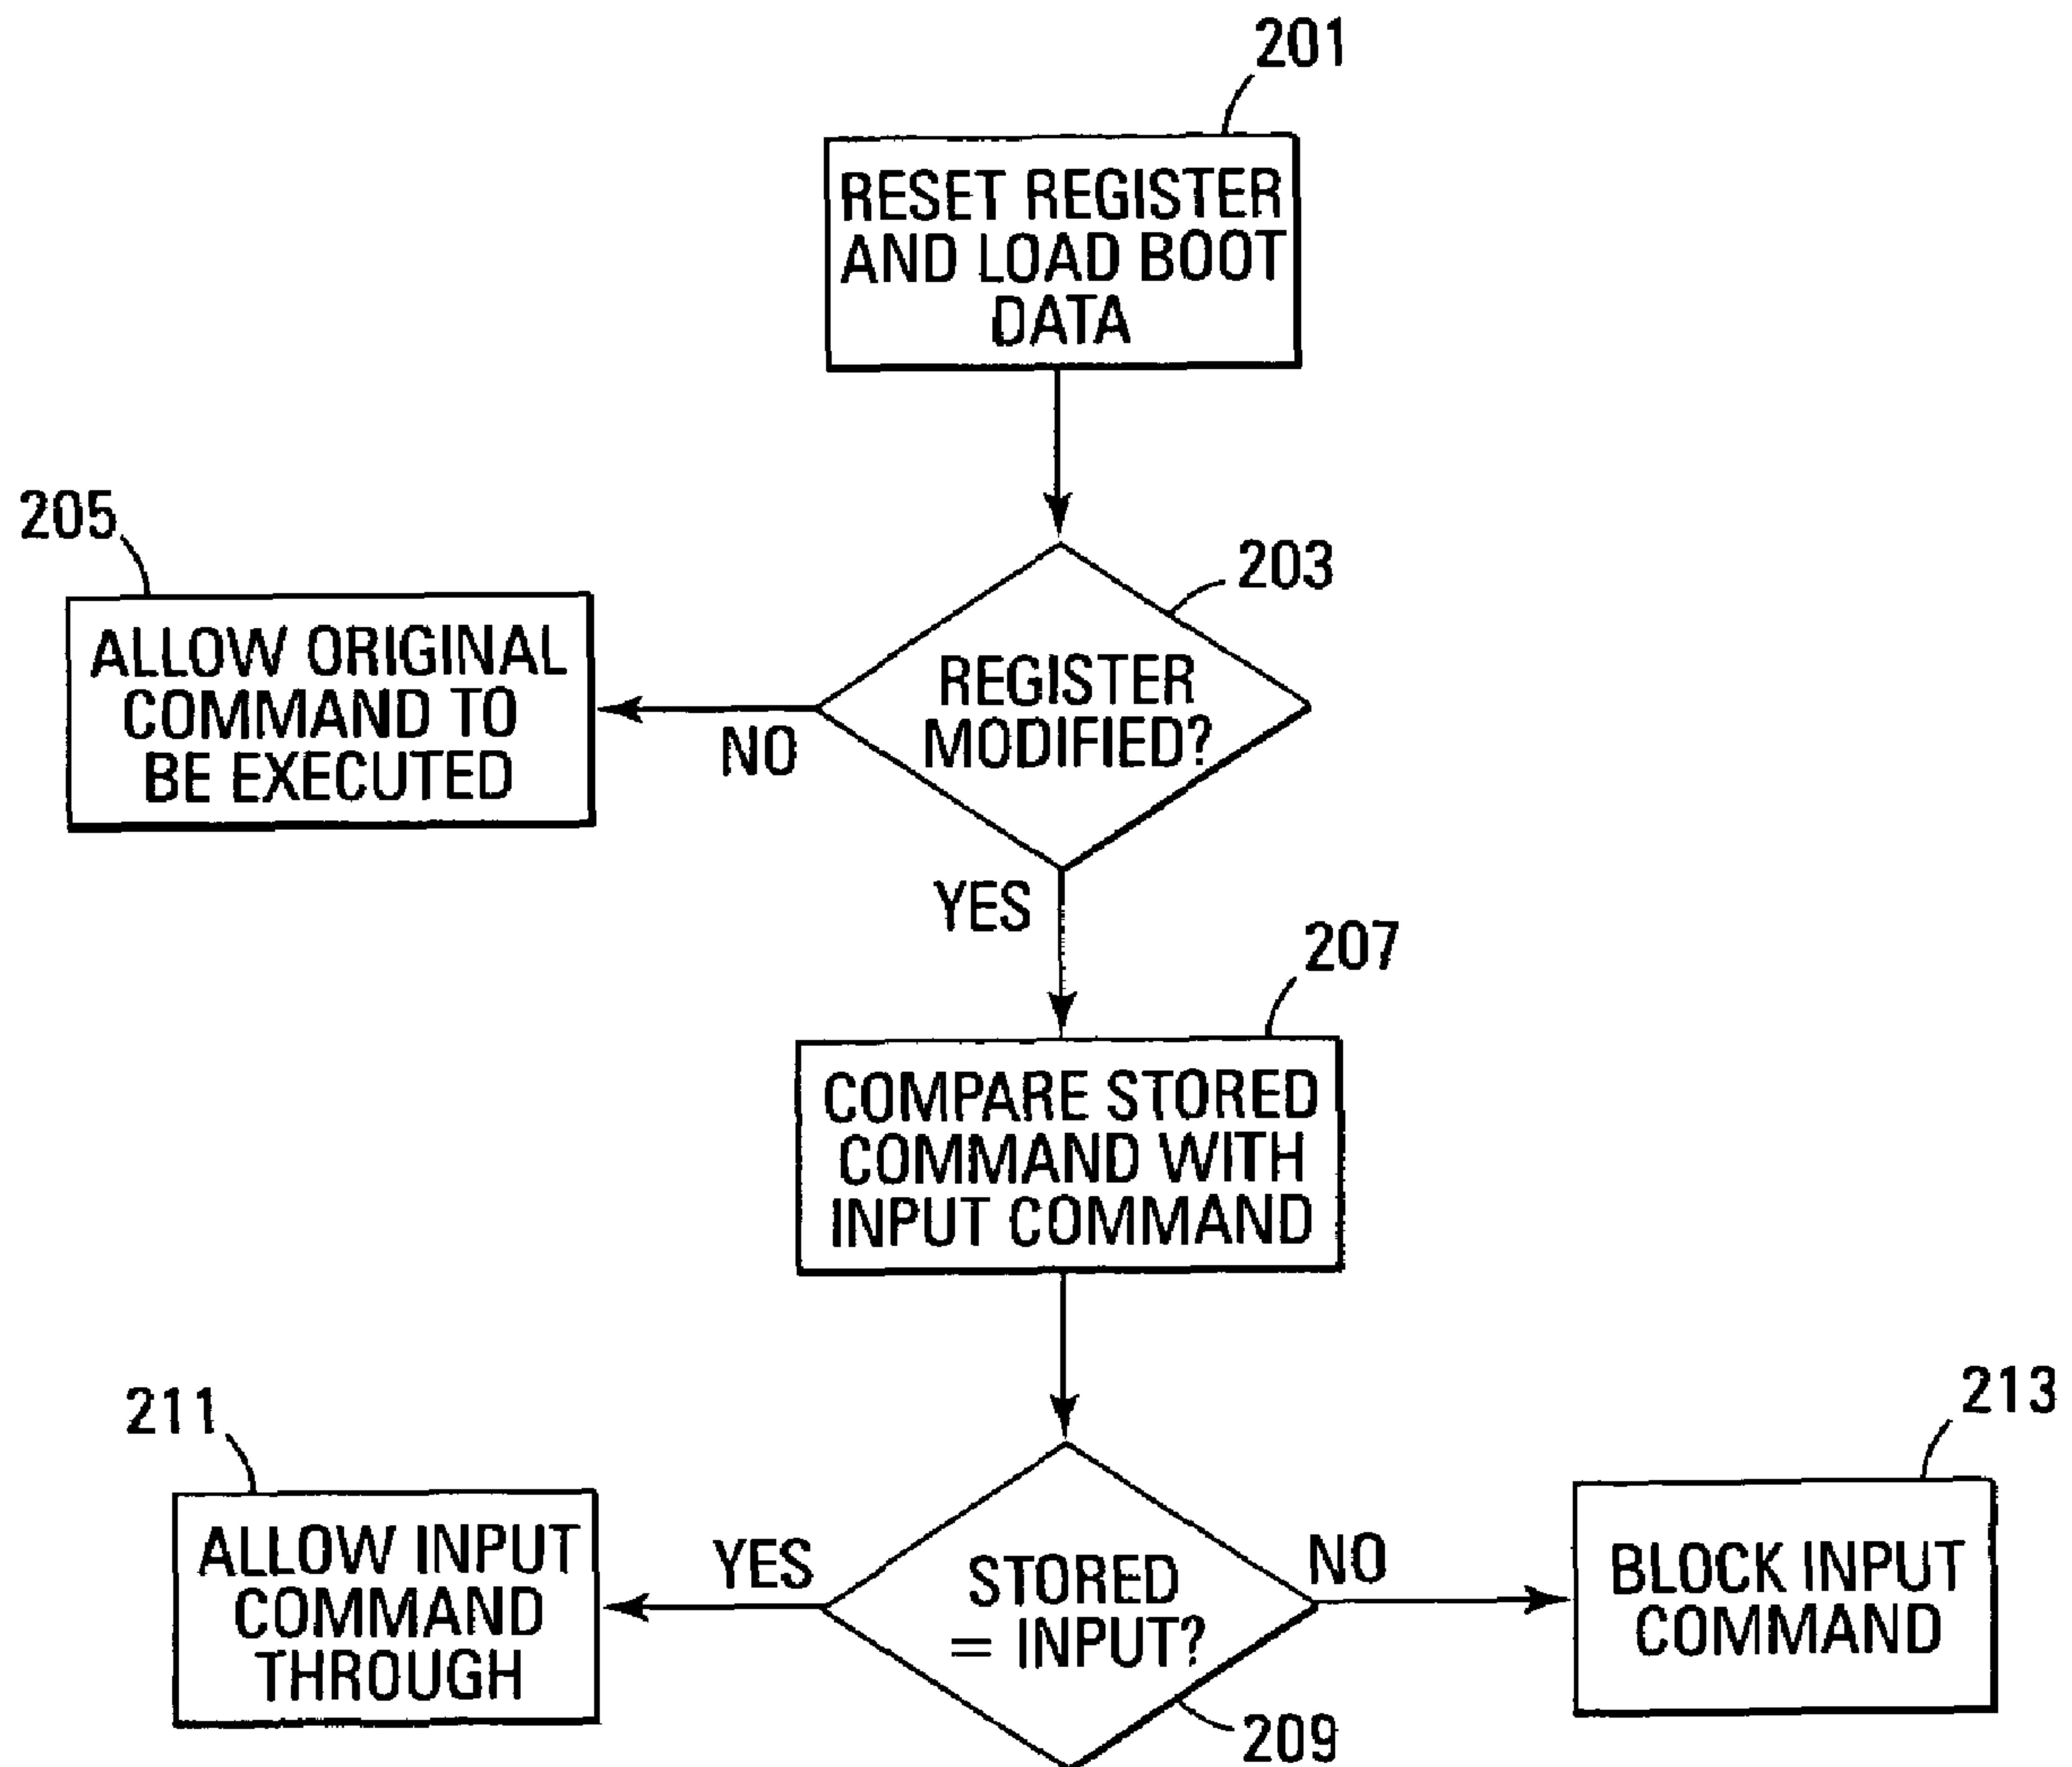 201
RESET REGISTER
AND LOAD BOOT
DATA
205
203
ALLOW ORIGINAL
COMMAND TO
BE EXECUTED
REGISTER
MODIFIED?
NO
YES
207
COMPARE STORED
COMMAND WITH
INPUT COMMAND
211
213
ALLOW INPUT
COMMAND
THROUGH
YES
STORED
= INPUT?
NO
BLOCK INPUT
COMMAND
209